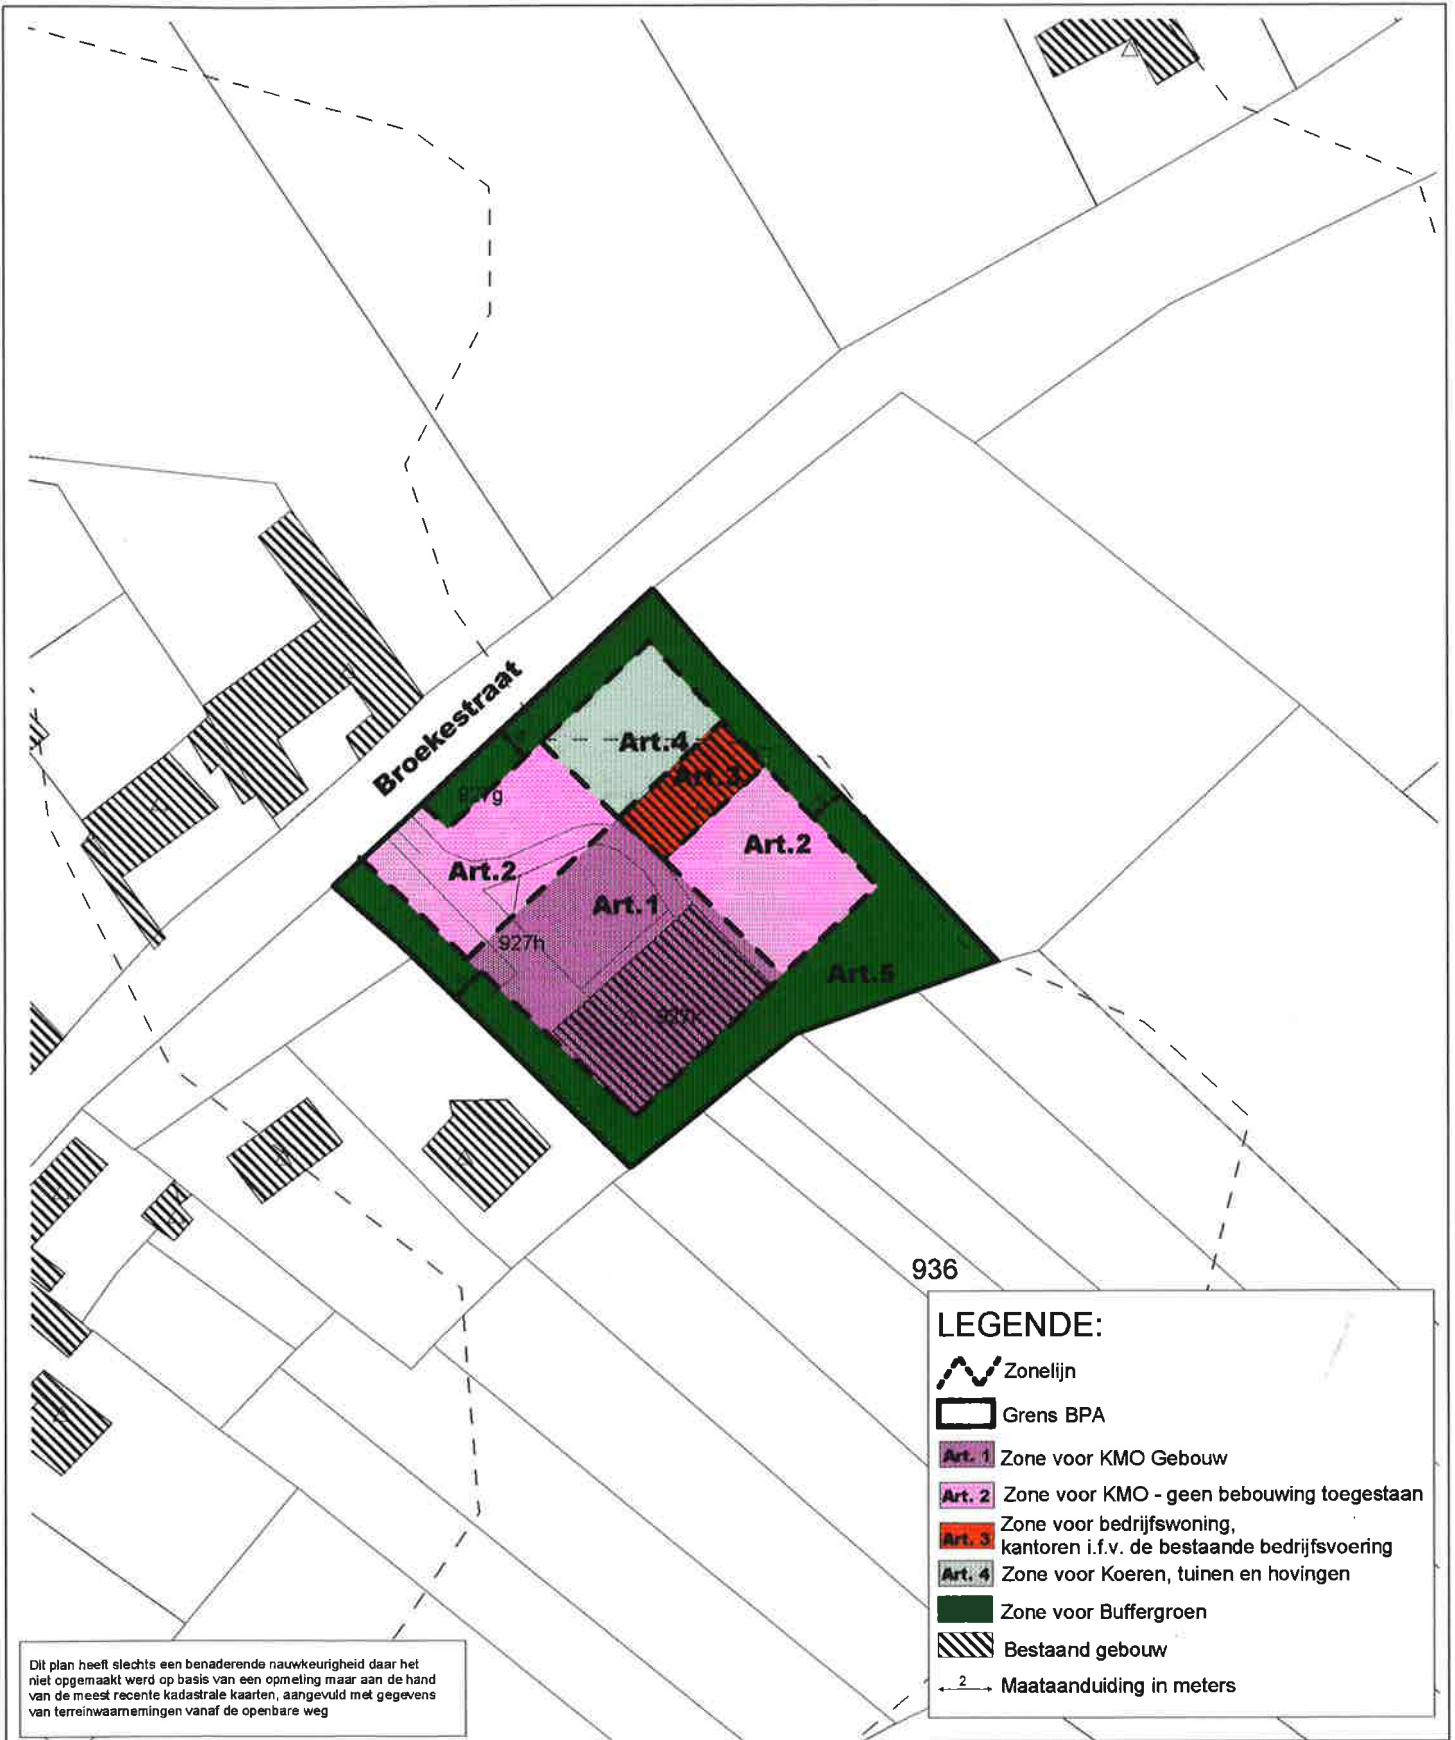 Broekestraat
Art.4
Art.3
927g
Art.2
Art.2
Art.1
927h
Art.5
936
LEGENDE:
Zonelijn
Grens BPA
Art. 1 Zone voor KMO Gebouw
Art. 2 Zone voor KMO - geen bebouwing toegestaan
Zone voor bedrijfswoning,
Art. 3 kantoren i.f.v. de bestaande bedrijfsvoering
Art. 4 Zone voor Koeren, tuinen en hovingen
Zone voor Buffergroen
Bestaand gebouw
2 Maataanduiding in meters
Dit plan heeft slechts een benaderende nauwkeurigheid daar het
niet opgemaakt werd op basis van een opmeting maar aan de hand
van de meest recente kadastrale kaarten, aangevuld met gegevens
van terreinwaarnemingen vanaf de openbare weg